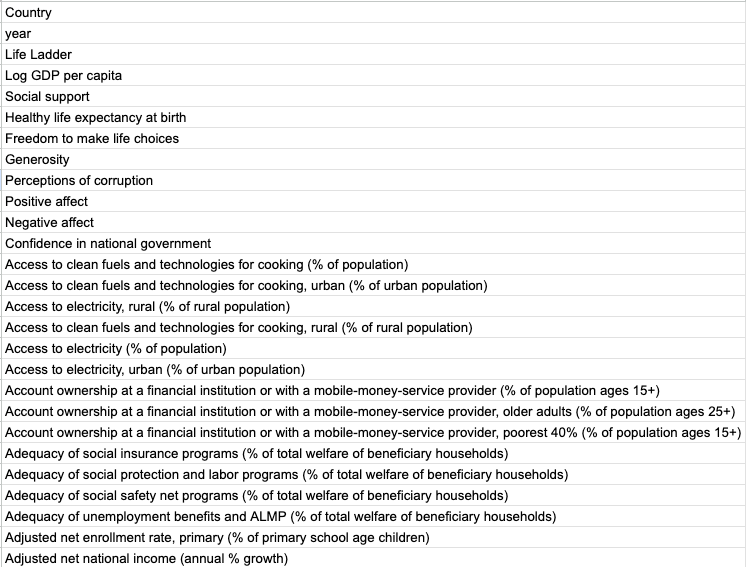 Country
year
Life Ladder
Log GDP per capita
Social support
Healthy life expectancy at birth
Freedom to make life choices
Generosity
Perceptions of corruption
Positive affect
Negative affect
Confidence in national government
Access to clean fuels and technologies for cooking (% of population)
Access to clean fuels and technologies for cooking, urban (% of urban population)
Access to electricity, rural (% of rural population)
Access to clean fuels and technologies for cooking, rural (% of rural population)
Access to electricity (% of population)
Access to electricity, urban (% of urban population)
Account ownership at a financial institution or with a mobile-money-service provider (% of population ages 15+)
Account ownership at a financial institution or with a mobile-money-service provider, older adults (% of population ages 25+)
Account ownership at a financial institution or with a mobile-money-service provider, poorest 40% (% of population ages 15+)
Adequacy of social insurance programs (% of total welfare of beneficiary households)
Adequacy of social protection and labor programs (% of total welfare of beneficiary households)
Adequacy of social safety net programs (% of total welfare of beneficiary households)
Adequacy of unemployment benefits and ALMP (% of total welfare of beneficiary households)
Adjusted net enrollment rate, primary (% of primary school age children)
Adjusted net national income (annual % growth)